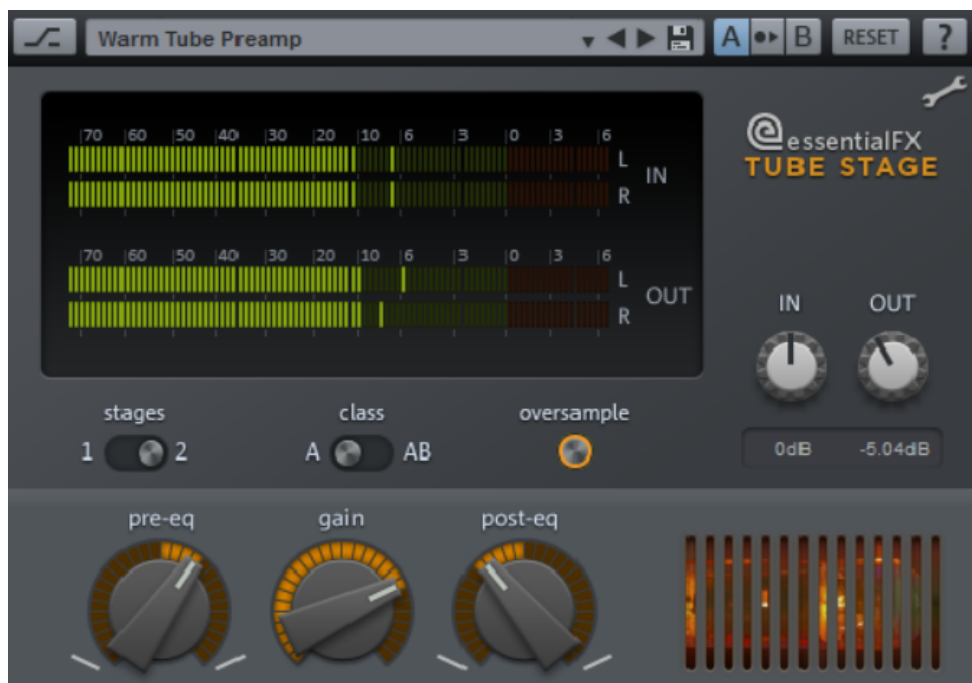 Warm Tube Preamp
A B RESET ?
70 60 50 40 30 20 10 6 3 0 3 6
L
IN
R
70 60 50 40 30 20 10 6 3 0 3 6
L
OUT
R
essentialFX
TUBE STAGE
IN OUT
0dB -5.04dB
stages class oversample
1 2 A AB
pre-eq gain post-eq